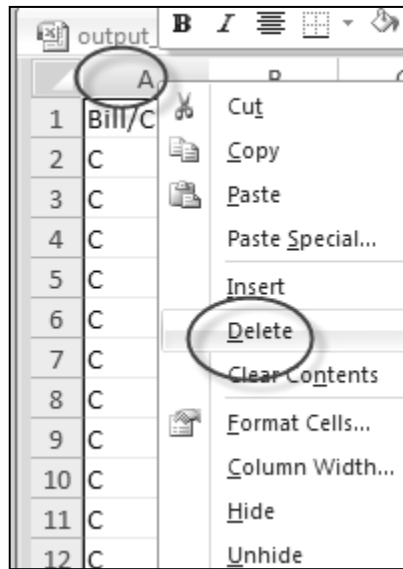 output_ B I
A B
1 Bill/C
2 C
3 C
4 C
5 C
6 C
7 C
8 C
9 C
10 C
11 C
12 C
Cut
Copy
Paste
Paste Special...
Insert
Delete
Clear Contents
Format Cells...
Column Width...
Hide
Unhide